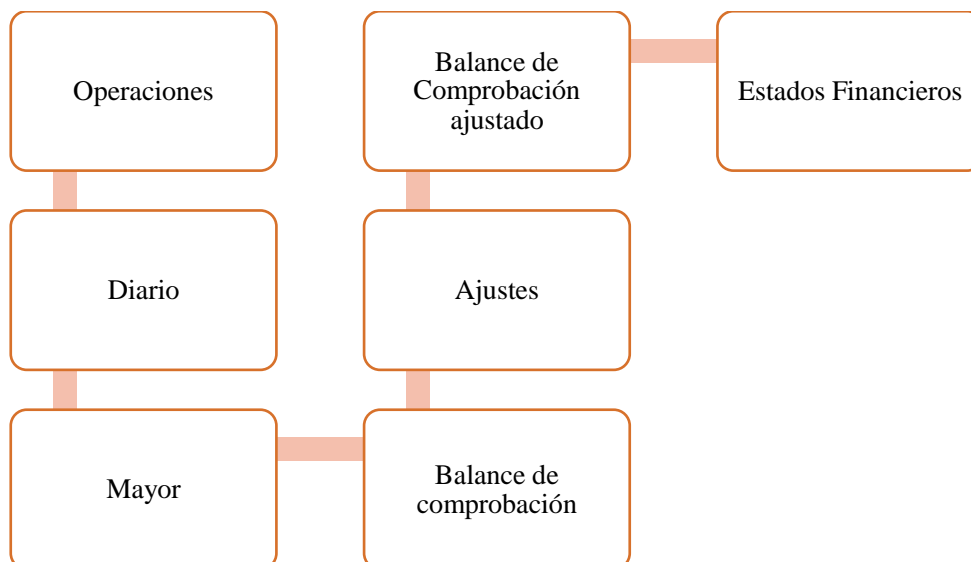 Operaciones
Diario
Mayor
Balance de
comprobación
Ajustes
Balance de
Comprobación
ajustado
Estados Financieros